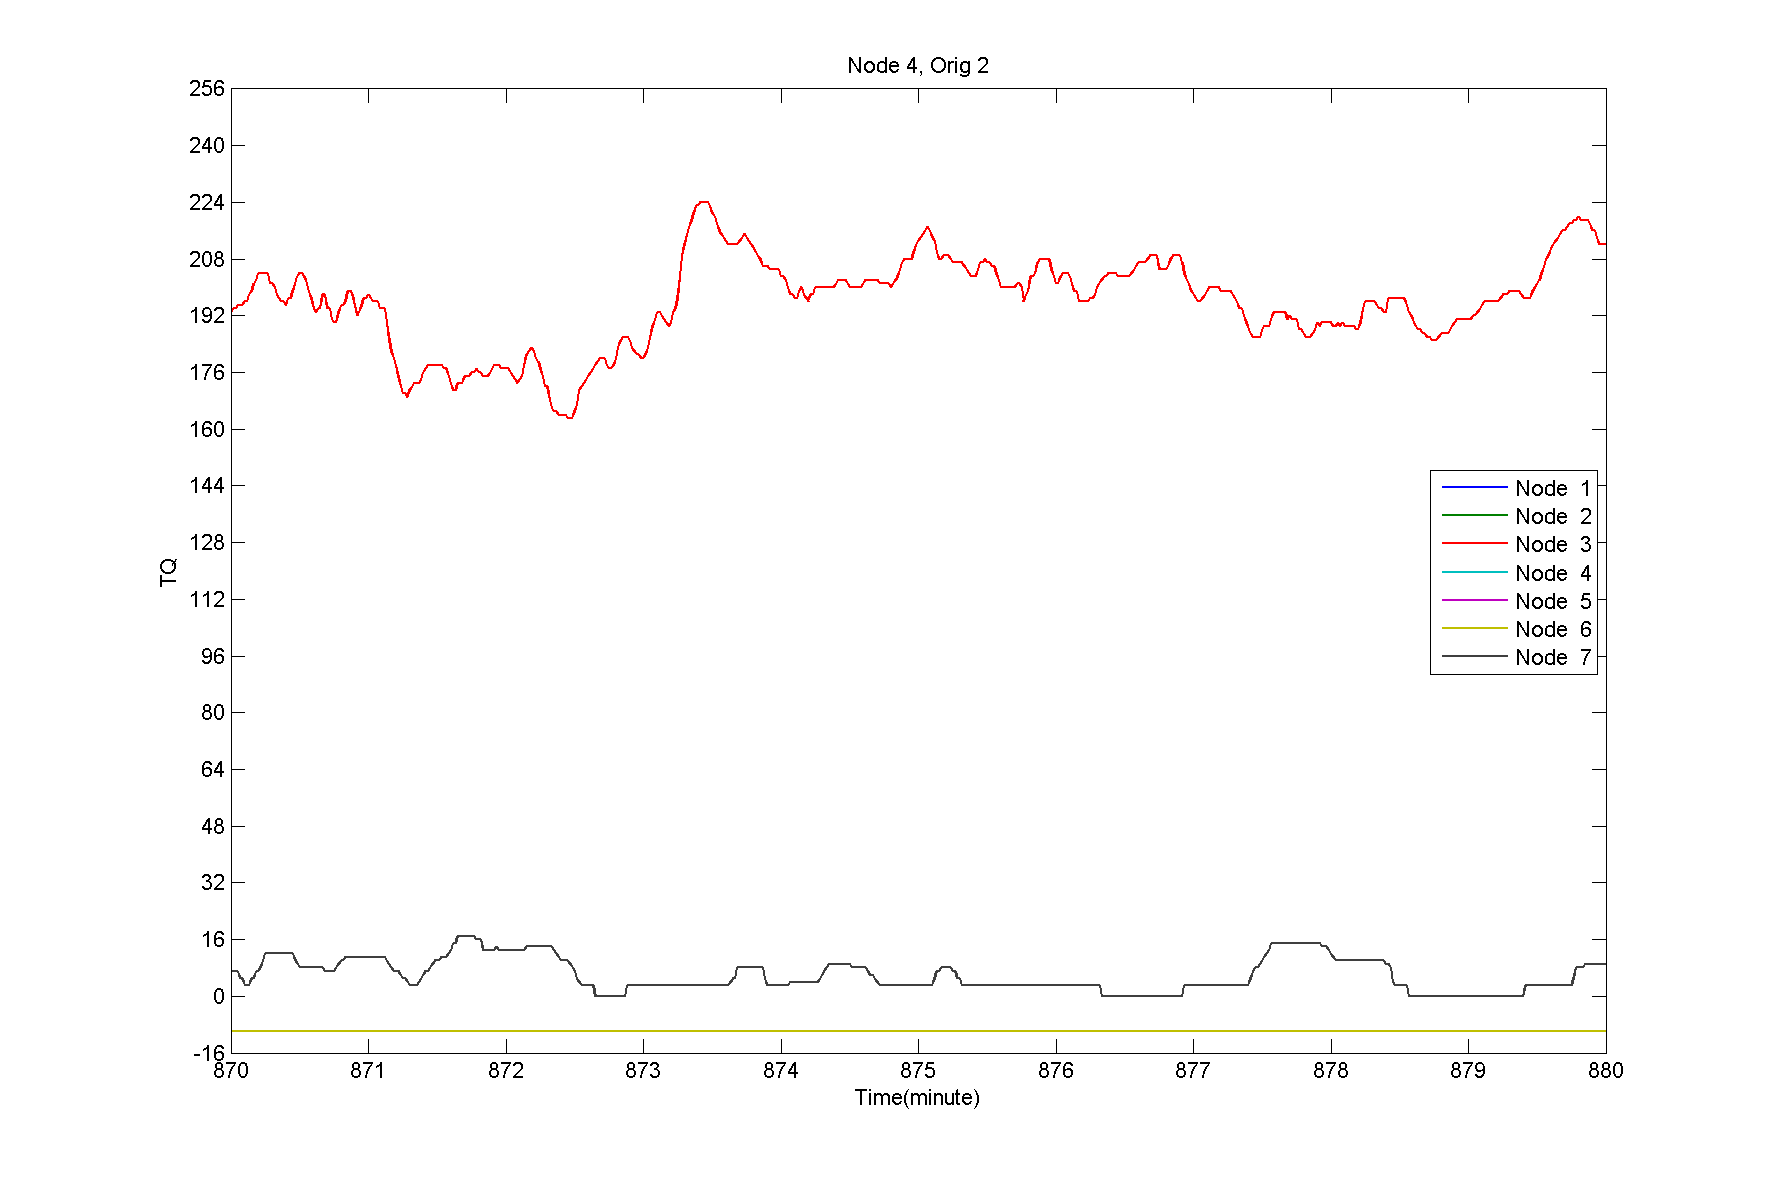 Node 4, Orig 2
256
240
224
208
192
176
160
144
128
112
96
80
64
48
32
16
0
-16
TQ
Node 1
Node 2
Node 3
Node 4
Node 5
Node 6
Node 7
870 871 872 873 874 875 876 877 878 879 880
Time(minute)